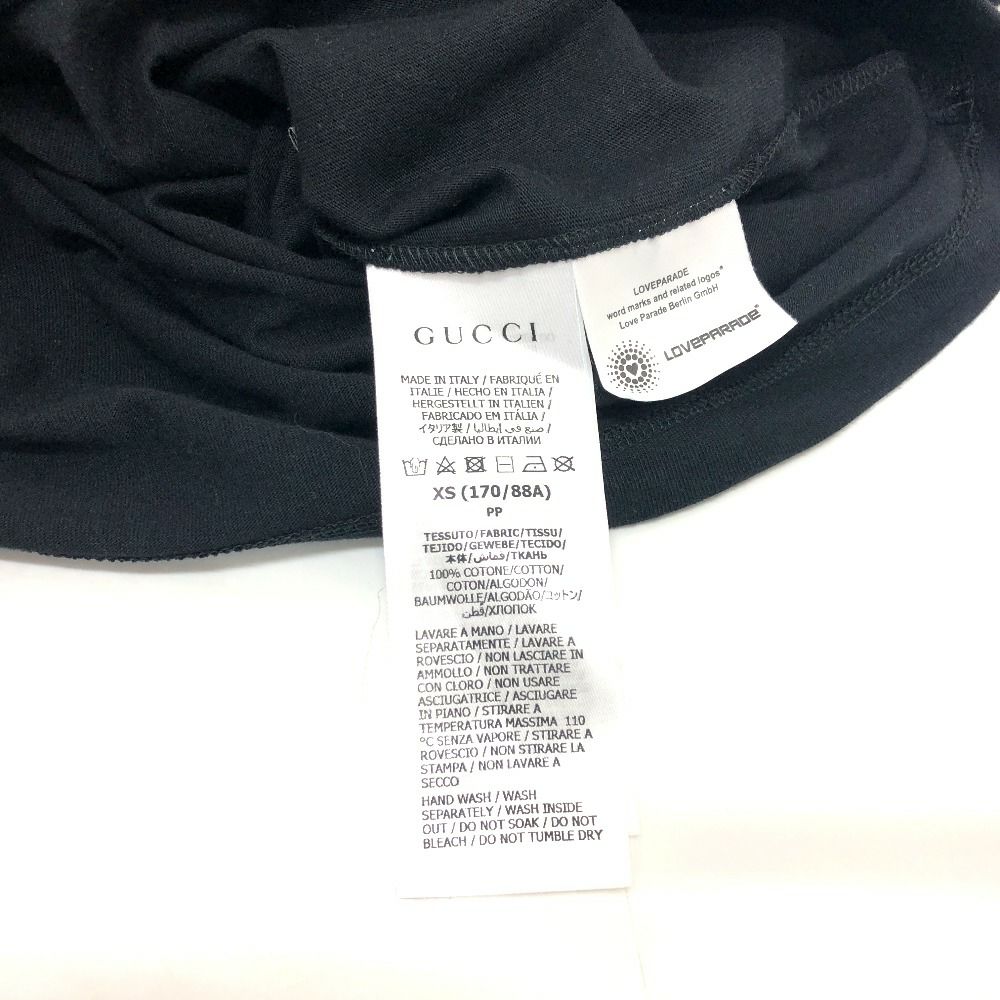 GUCCI
MADE IN ITALY / FABRIQUÉ EN
ITALIE / HECHO EN ITALIA /
HERGESTELLT IN ITALIEN /
FABRICADO EM ITÁLIA /
イタリア製 / صنع في إيطاليا /
СДЕЛАНО В ИТАЛИИ
XS (170/88A)
PP
TESSUTO/FABRIC/TISSU/
TEJIDO/GEWEBE/TECIDO/
本体/قماش/ТКАНЬ
100% COTONE/COTTON/
COTON/ALGODON/
BAUMWOLLE/ALGODÃO/コットン/
قطن/ХЛОПОК
LAVARE A MANO / LAVARE
SEPARATAMENTE / LAVARE A
ROVESCIO / NON LASCIARE IN
AMMOLLO / NON TRATTARE
CON CLORO / NON USARE
ASCIUGATRICE / ASCIUGARE
IN PIANO / STIRARE A
TEMPERATURA MASSIMA 110
°C SENZA VAPORE / STIRARE A
ROVESCIO / NON STIRARE LA
STAMPA / NON LAVARE A
SECCO
HAND WASH / WASH
SEPARATELY / WASH INSIDE
OUT / DO NOT SOAK / DO NOT
BLEACH / DO NOT TUMBLE DRY
LOVEPARADE
word marks and related logos®
Love Parade Berlin GmbH
LOVEPARADE®